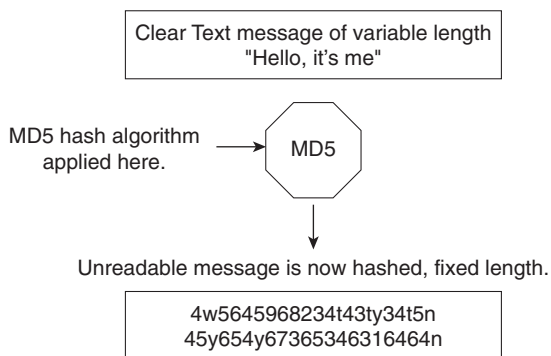 Clear Text message of variable length
"Hello, it's me"
MD5 hash algorithm
applied here.
MD5
Unreadable message is now hashed, fixed length.
4w5645968234t43ty34t5n
45y654y67365346316464n